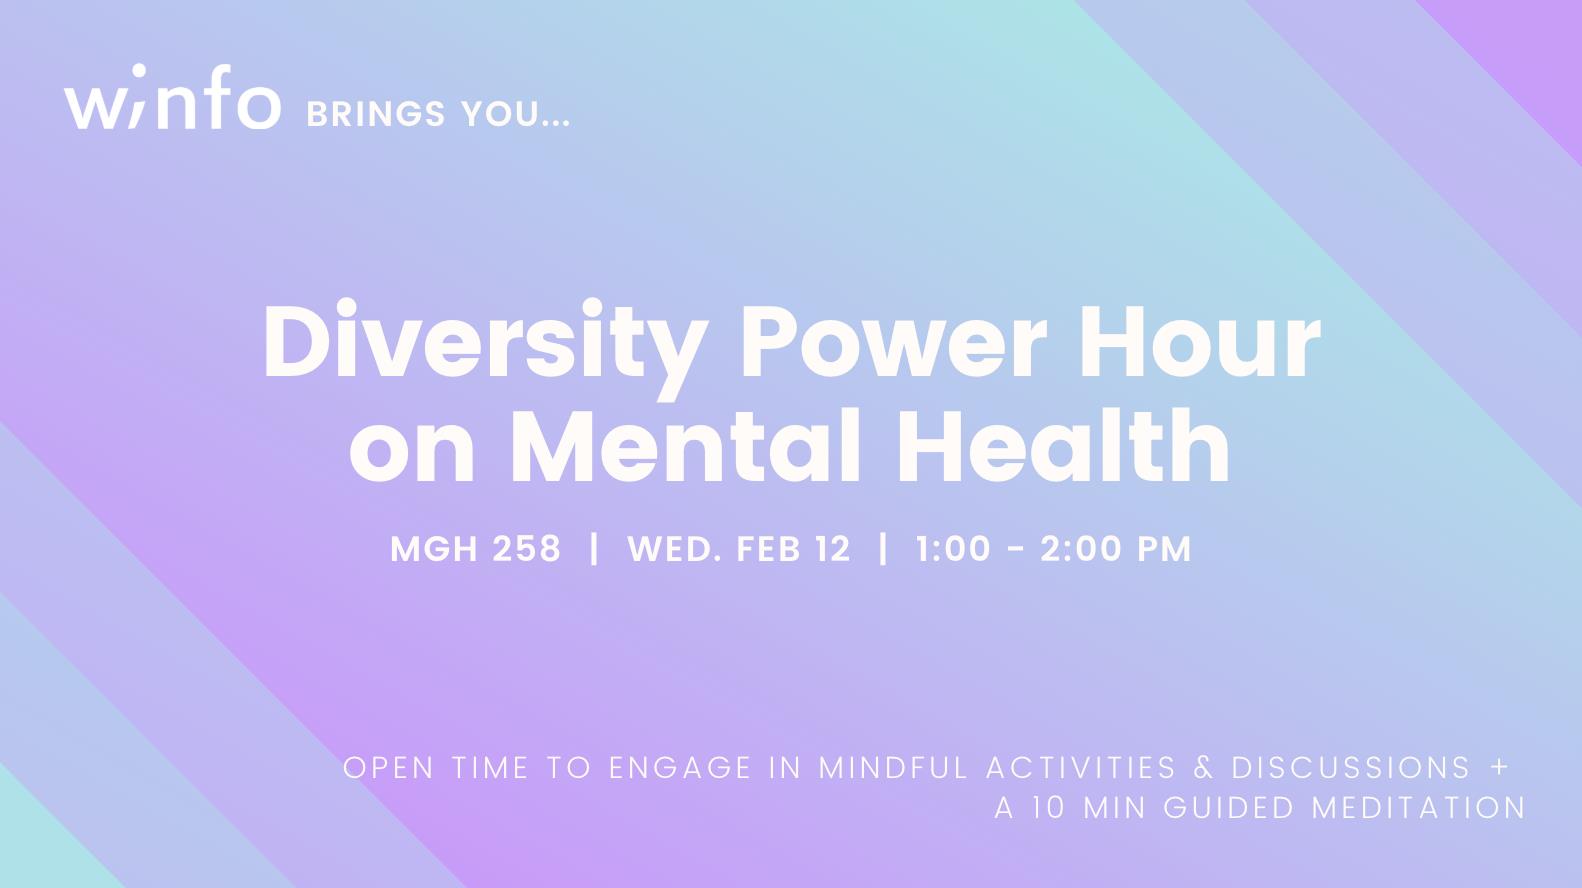 winfo BRINGS YOU...
Diversity Power Hour
on Mental Health
MGH 258 | WED. FEB 12 | 1:00 - 2:00 PM
OPEN TIME TO ENGAGE IN MINDFUL ACTIVITIES & DISCUSSIONS +
A 10 MIN GUIDED MEDITATION